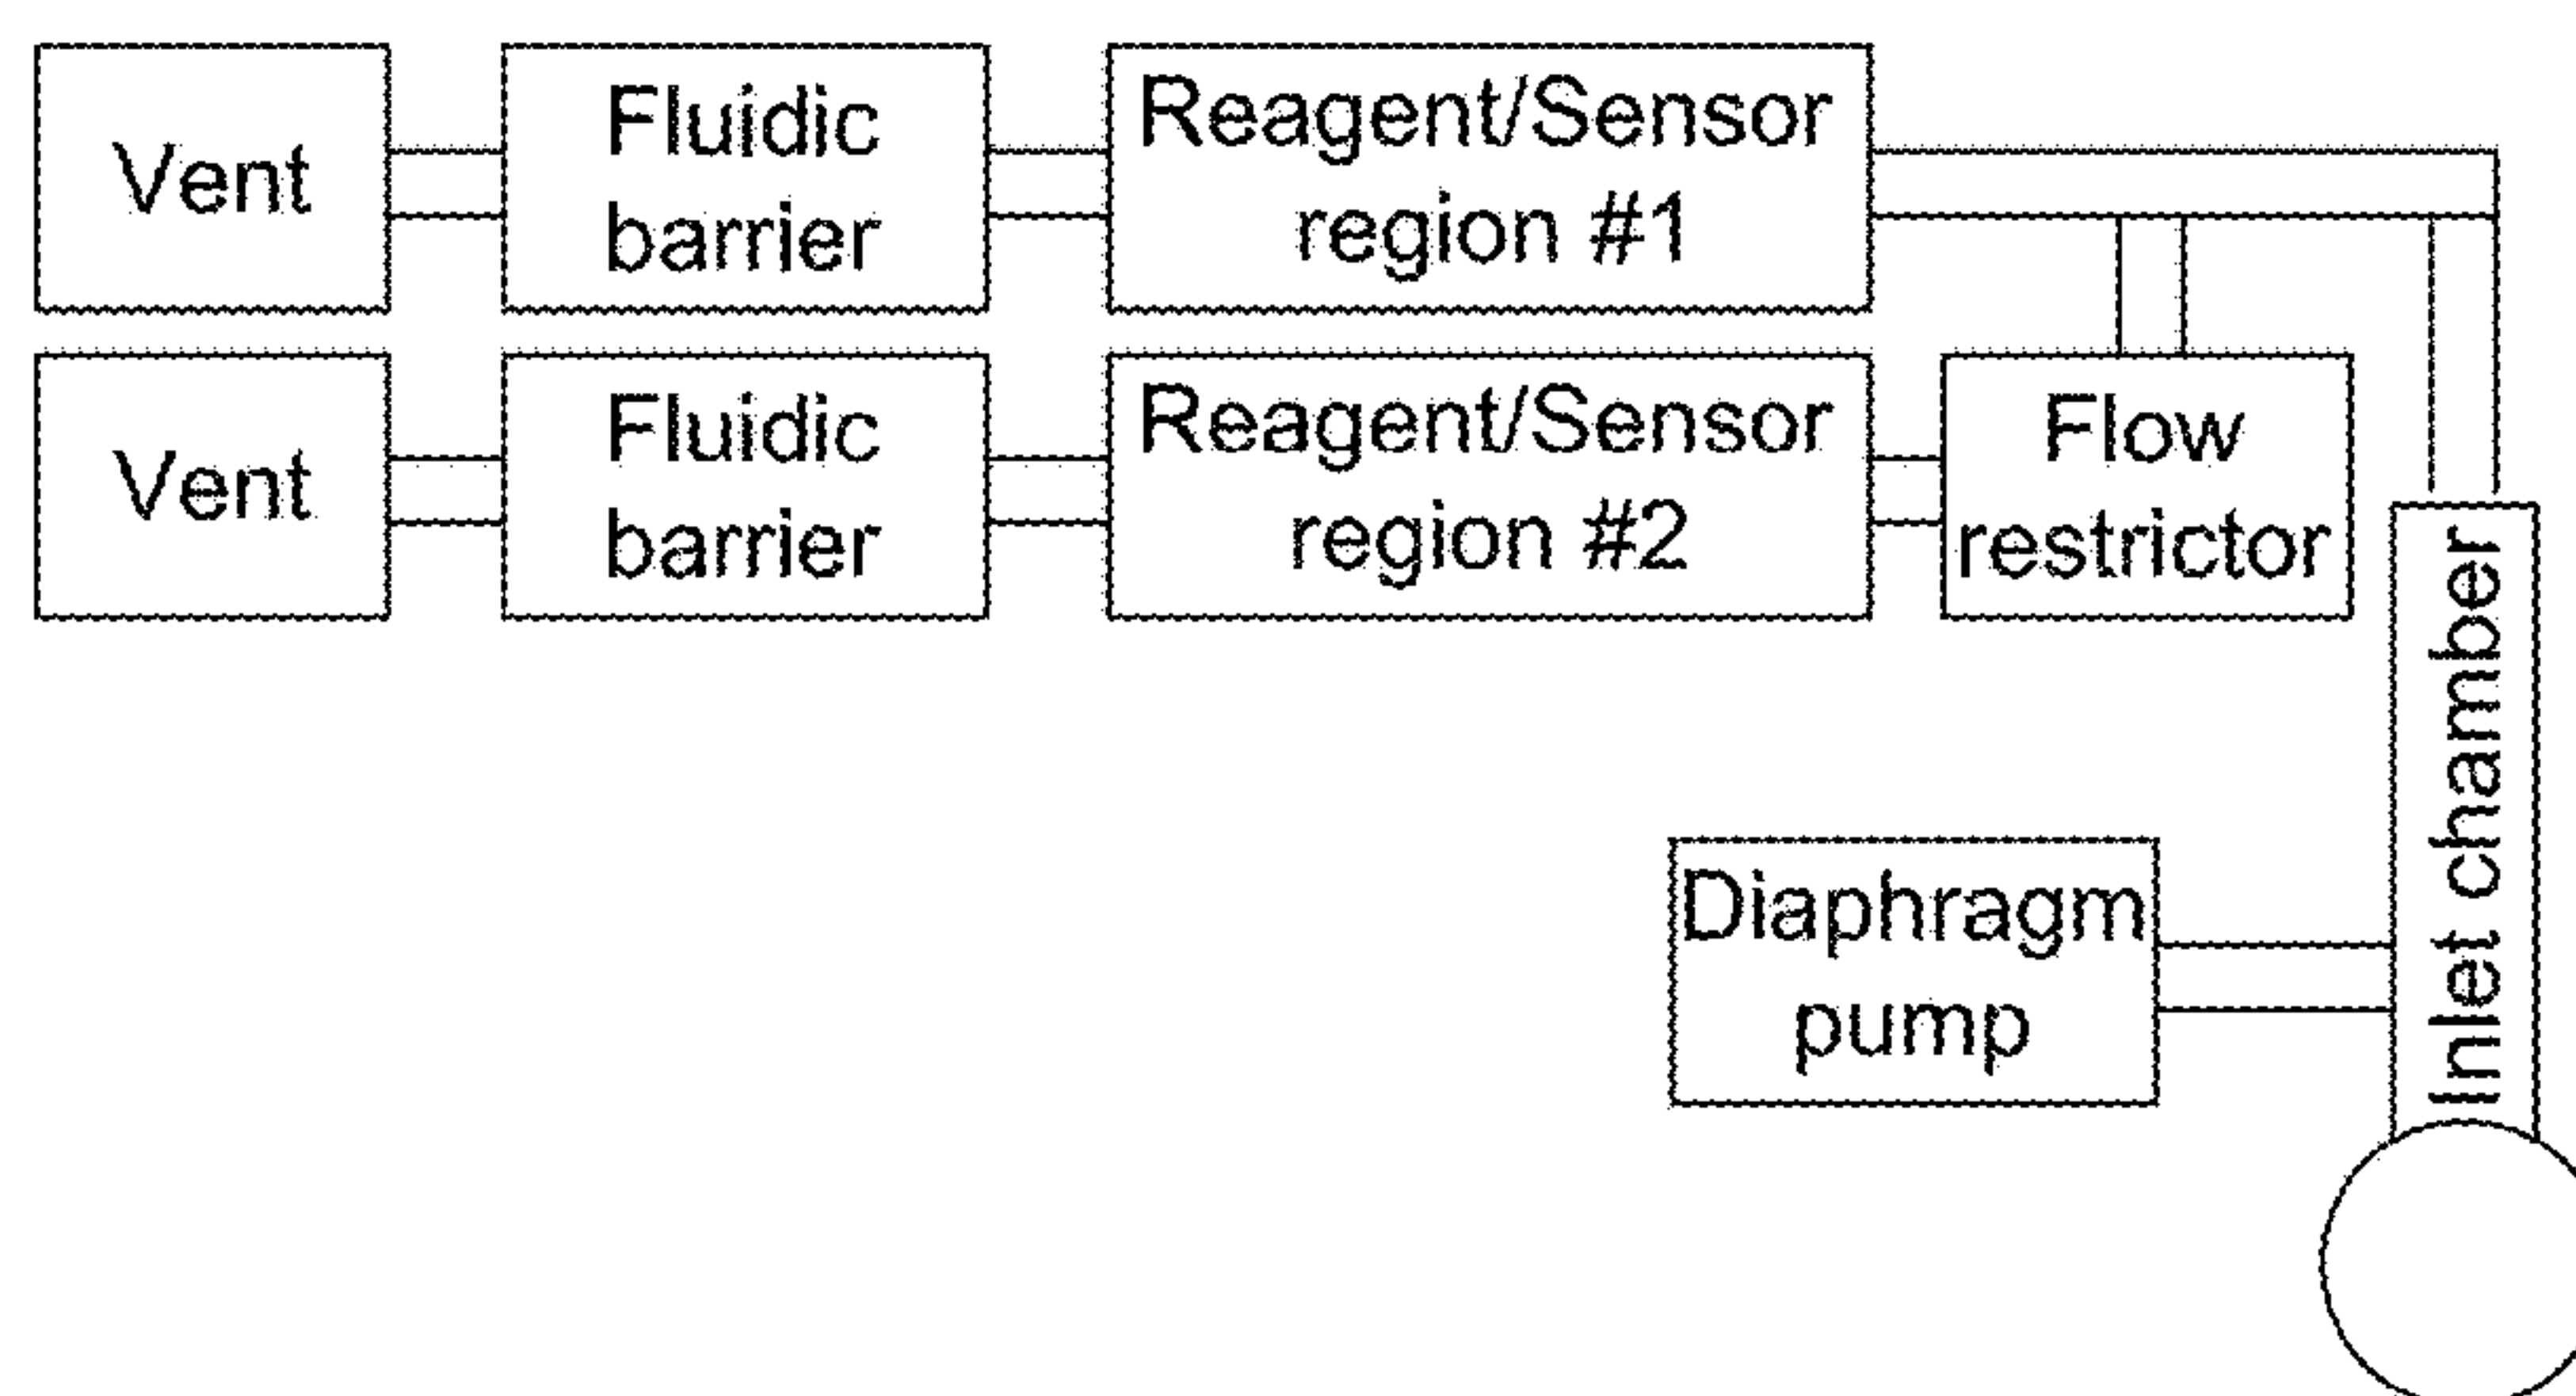 Vent
Fluidic
barrier
Reagent/Sensor
region #1
Vent
Fluidic
barrier
Reagent/Sensor
region #2
Flow
restrictor
Inlet chamber
Diaphragm
pump